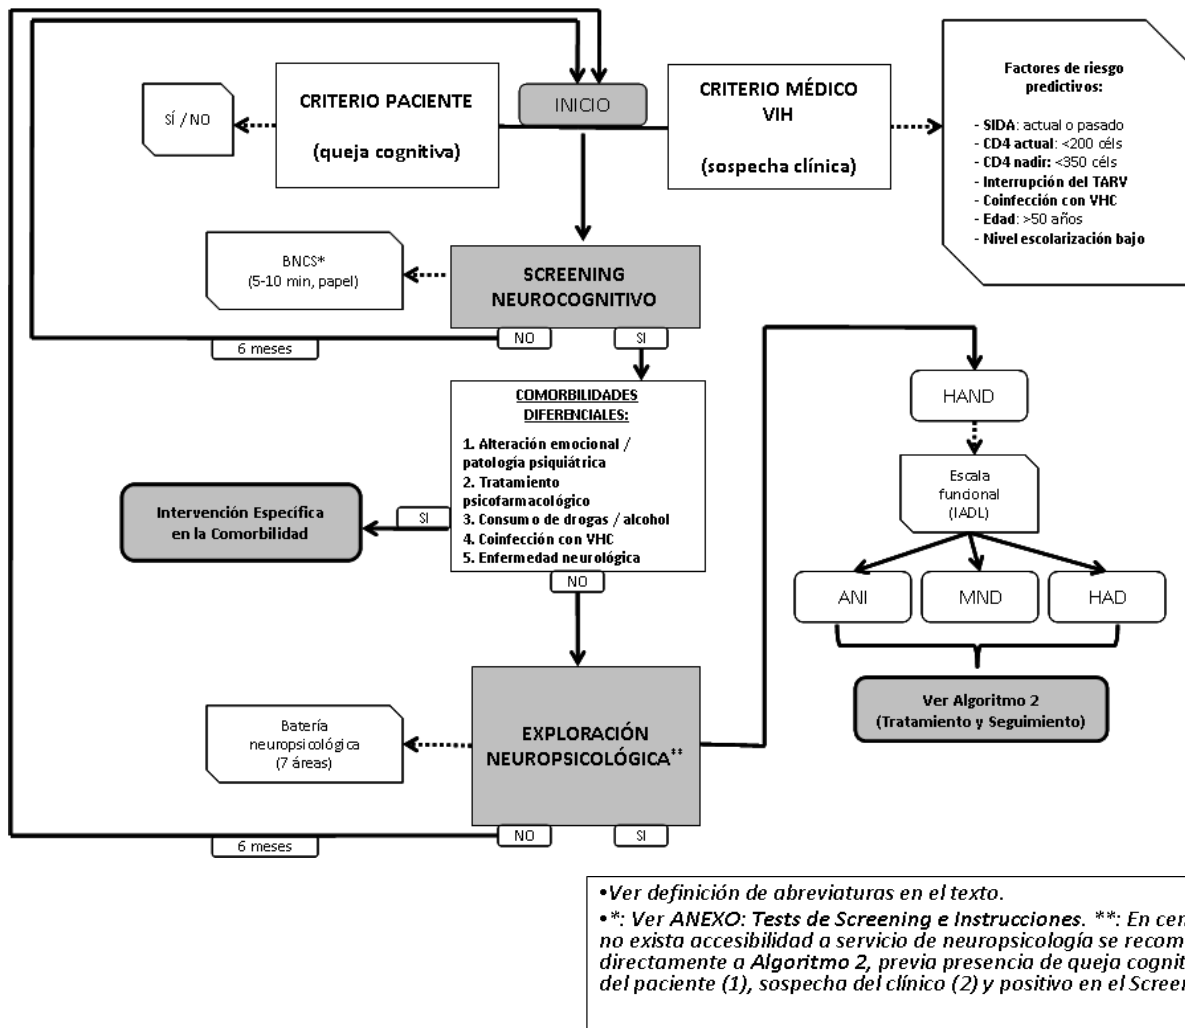 INICIO
CRITERIO PACIENTE
(queja cognitiva)
SÍ / NO
CRITERIO MÉDICO
VIH
(sospecha clínica)
Factores de riesgo
predictivos:
- SIDA: actual o pasado
- CD4 actual: <200 céls
- CD4 nadir: <350 céls
- Interrupción del TARV
- Coinfección con VHC
- Edad: >50 años
- Nivel escolarización bajo
BNCS*
(5-10 min, papel)
SCREENING
NEUROCOGNITIVO
NO
SI
6 meses
COMORBILIDADES
DIFERENCIALES:
1. Alteración emocional /
patología psiquiátrica
2. Tratamiento
psicofarmacológico
3. Consumo de drogas / alcohol
4. Coinfección con VHC
5. Enfermedad neurológica
SI
Intervención Específica
en la Comorbilidad
NO
HAND
Escala
funcional
(IADL)
ANI
MND
HAD
Ver Algoritmo 2
(Tratamiento y Seguimiento)
Batería
neuropsicológica
(7 áreas)
EXPLORACIÓN
NEUROPSICOLÓGICA**
NO
SI
6 meses
•Ver definición de abreviaturas en el texto.
•*: Ver ANEXO: Tests de Screening e Instrucciones. **: En cen
no exista accesibilidad a servicio de neuropsicología se recom
directamente a Algoritmo 2, previa presencia de queja cognit
del paciente (1), sospecha del clínico (2) y positivo en el Scree